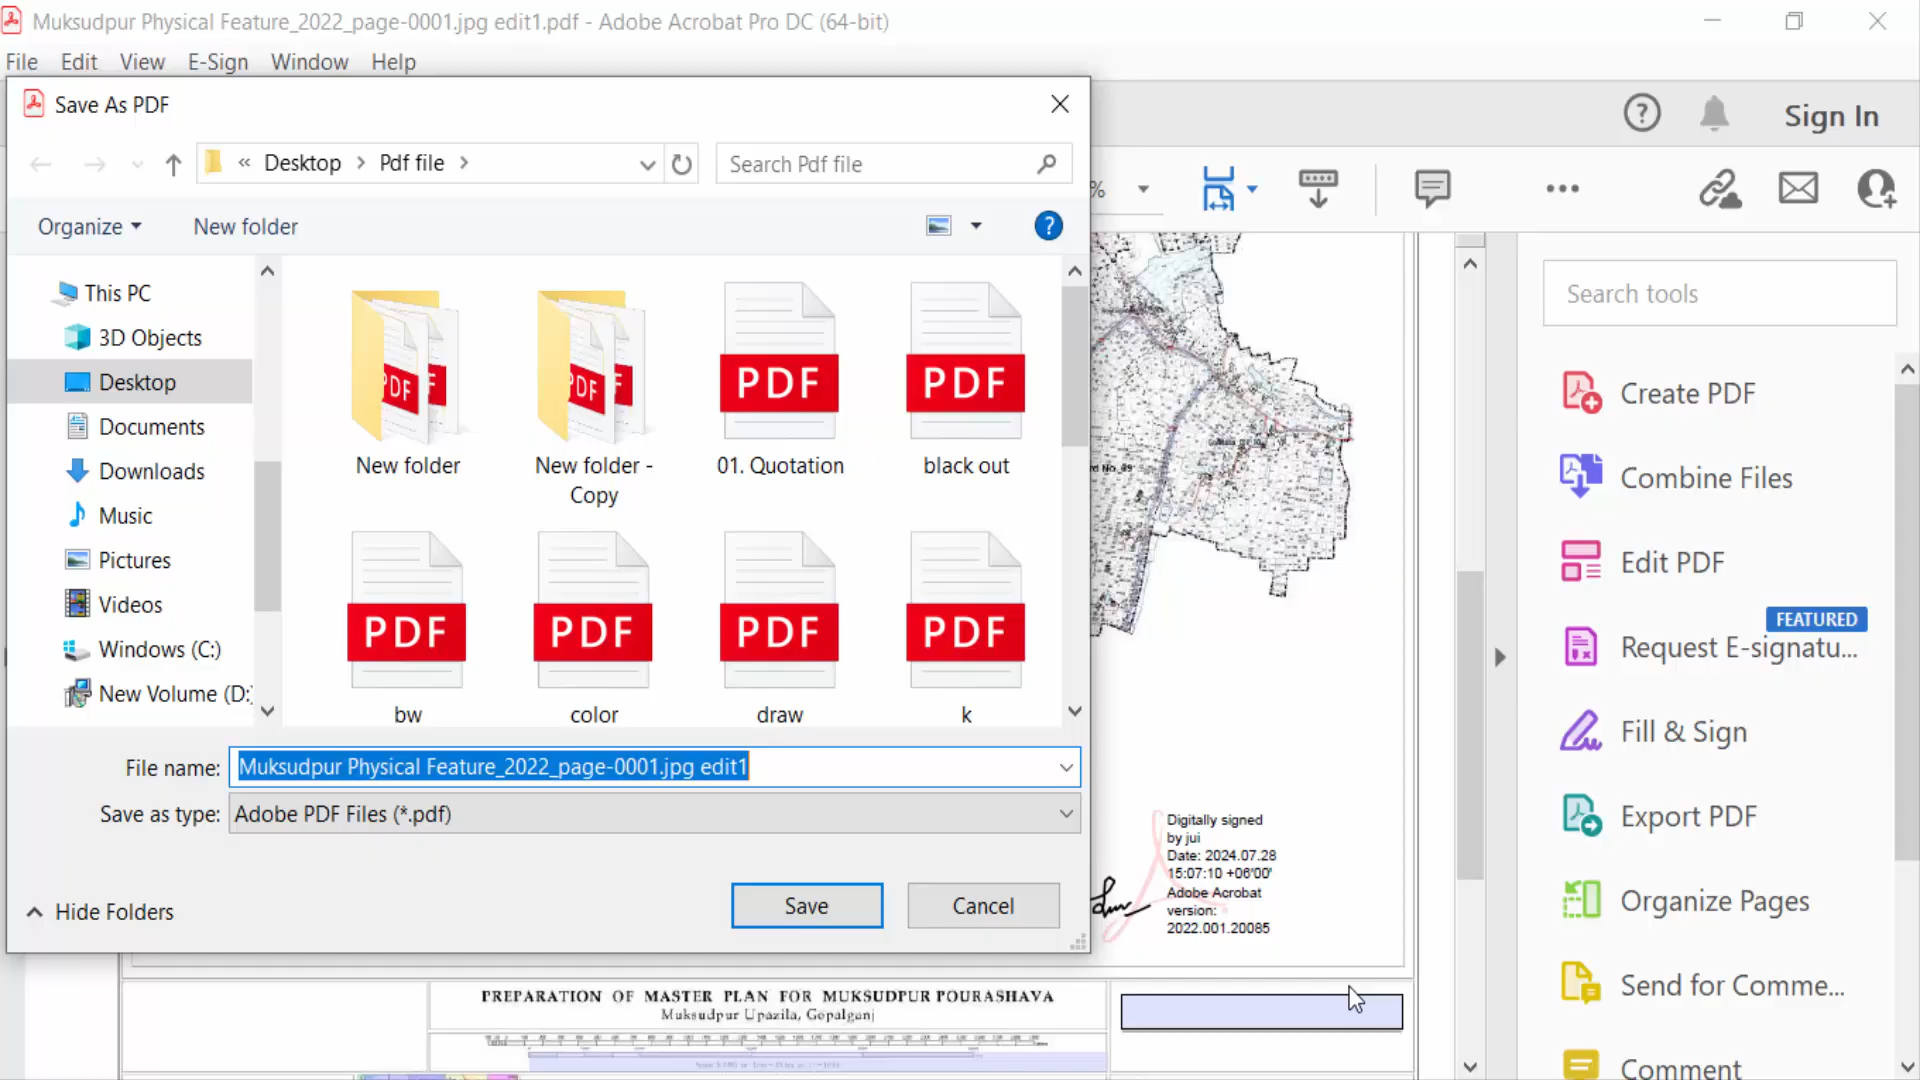 Muksudpur Physical Feature_2022_page-0001.jpg edit1.pdf - Adobe Acrobat Pro DC (64-bit)
File Edit View E-Sign Window Help
Save As PDF
Sign In
« Desktop > Pdf file >
Search Pdf file
%
Organize
New folder
This PC
3D Objects
Desktop
Documents
Downloads
Music
Pictures
Videos
Windows (C:)
New Volume (D:)
PDF
PDF
PDF
PDF
New folder
New folder - Copy
01. Quotation
black out
PDF
PDF
PDF
PDF
bw
color
draw
k
File name: Muksudpur Physical Feature_2022_page-0001.jpg edit1
Save as type: Adobe PDF Files (*.pdf)
Hide Folders
Save
Cancel
Digitally signed
by jui
Date: 2024.07.28
15:07:10 +06'00'
Adobe Acrobat
version:
2022.001.20085
PREPARATION OF MASTER PLAN FOR MUKSUDPUR POURASHAVA
Muksudpur Upazila, Gopalganj
Search tools
Create PDF
Combine Files
Edit PDF
FEATURED
Request E-signatu...
Fill & Sign
Export PDF
Organize Pages
Send for Comme...
Comment